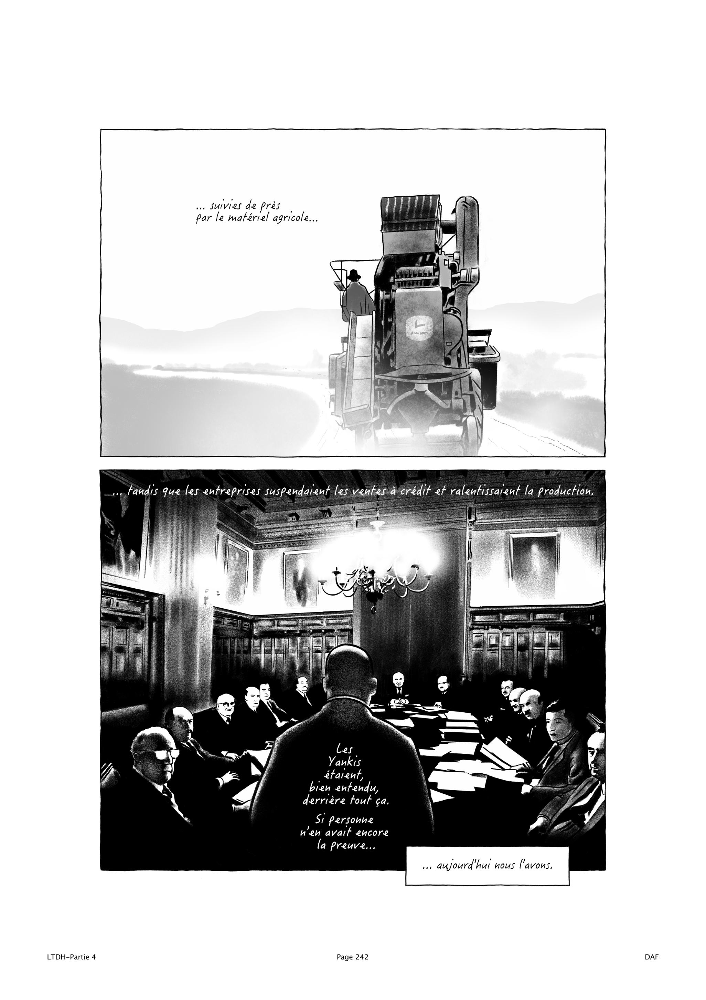 ... suivies de près
par le matériel agricole...
... tandis que les entreprises suspendaient les ventes à crédit et ralentissaient la production.
Les
Yankis
étaient,
bien entendu,
derrière tout ça.
Si personne
n'en avait encore
la preuve...
... aujourd'hui nous l'avons.
LTDH-Partie 4
Page 242
DAF